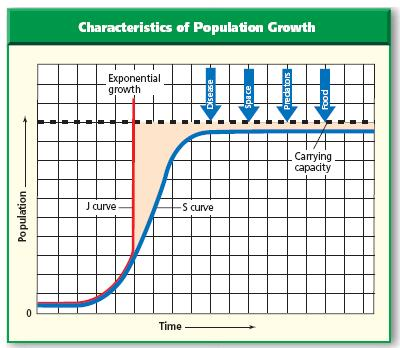 Characteristics of Population Growth
Exponential
growth
Disease
Space
Predators
Food
Carrying
capacity
J curve
S curve
Population
0
Time